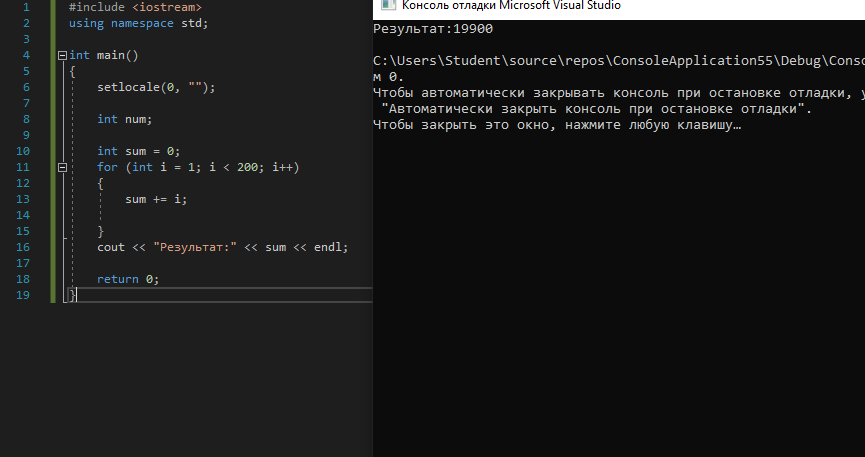 1 #include <iostream>
2 using namespace std;
3
4 int main()
5 {
6 setlocale(0, "");
7
8 int num;
9
10 int sum = 0;
11 for (int i = 1; i < 200; i++)
12 {
13 sum += i;
14
15 }
16 cout << "Результат:" << sum << endl;
17
18 return 0;
19 }
Консоль отладки Microsoft Visual Studio
Результат:19900
C:\Users\Student\source\repos\ConsoleApplication55\Debug\Conso
м 0.
Чтобы автоматически закрывать консоль при остановке отладки,
"Автоматически закрыть консоль при остановке отладки".
Чтобы закрыть это окно, нажмите любую клавишу…